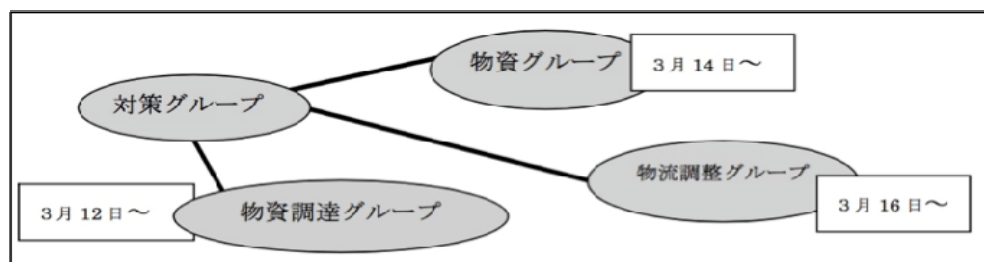 物資グループ
3月14日～
対策グループ
物流調整グループ
3月16日～
3月12日～
物資調達グループ